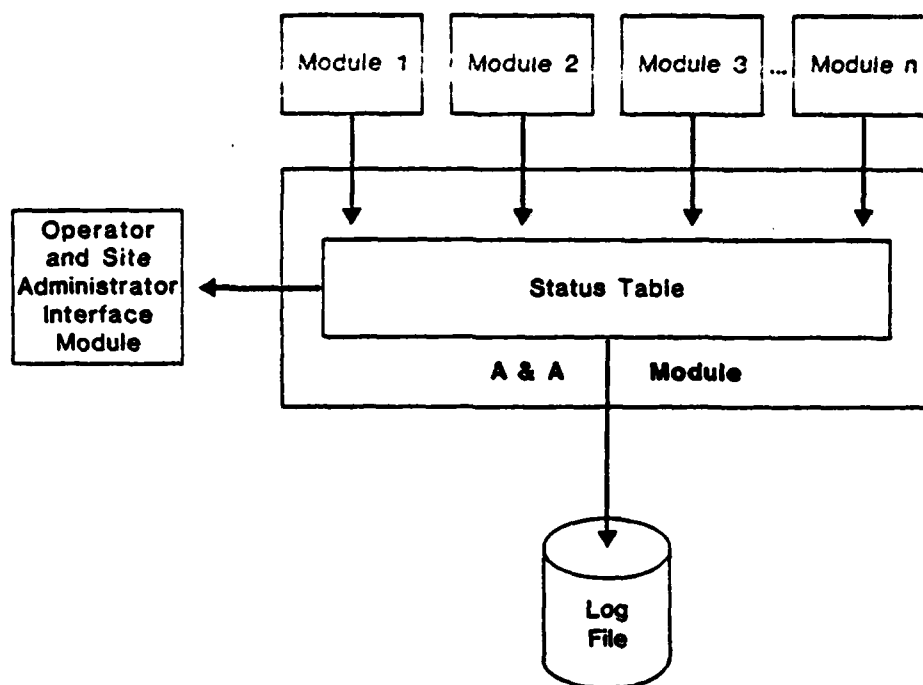 Module 1
Module 2
Module 3
...
Module n
Operator
and Site
Administrator
Interface
Module
Status Table
A & A Module
Log
File